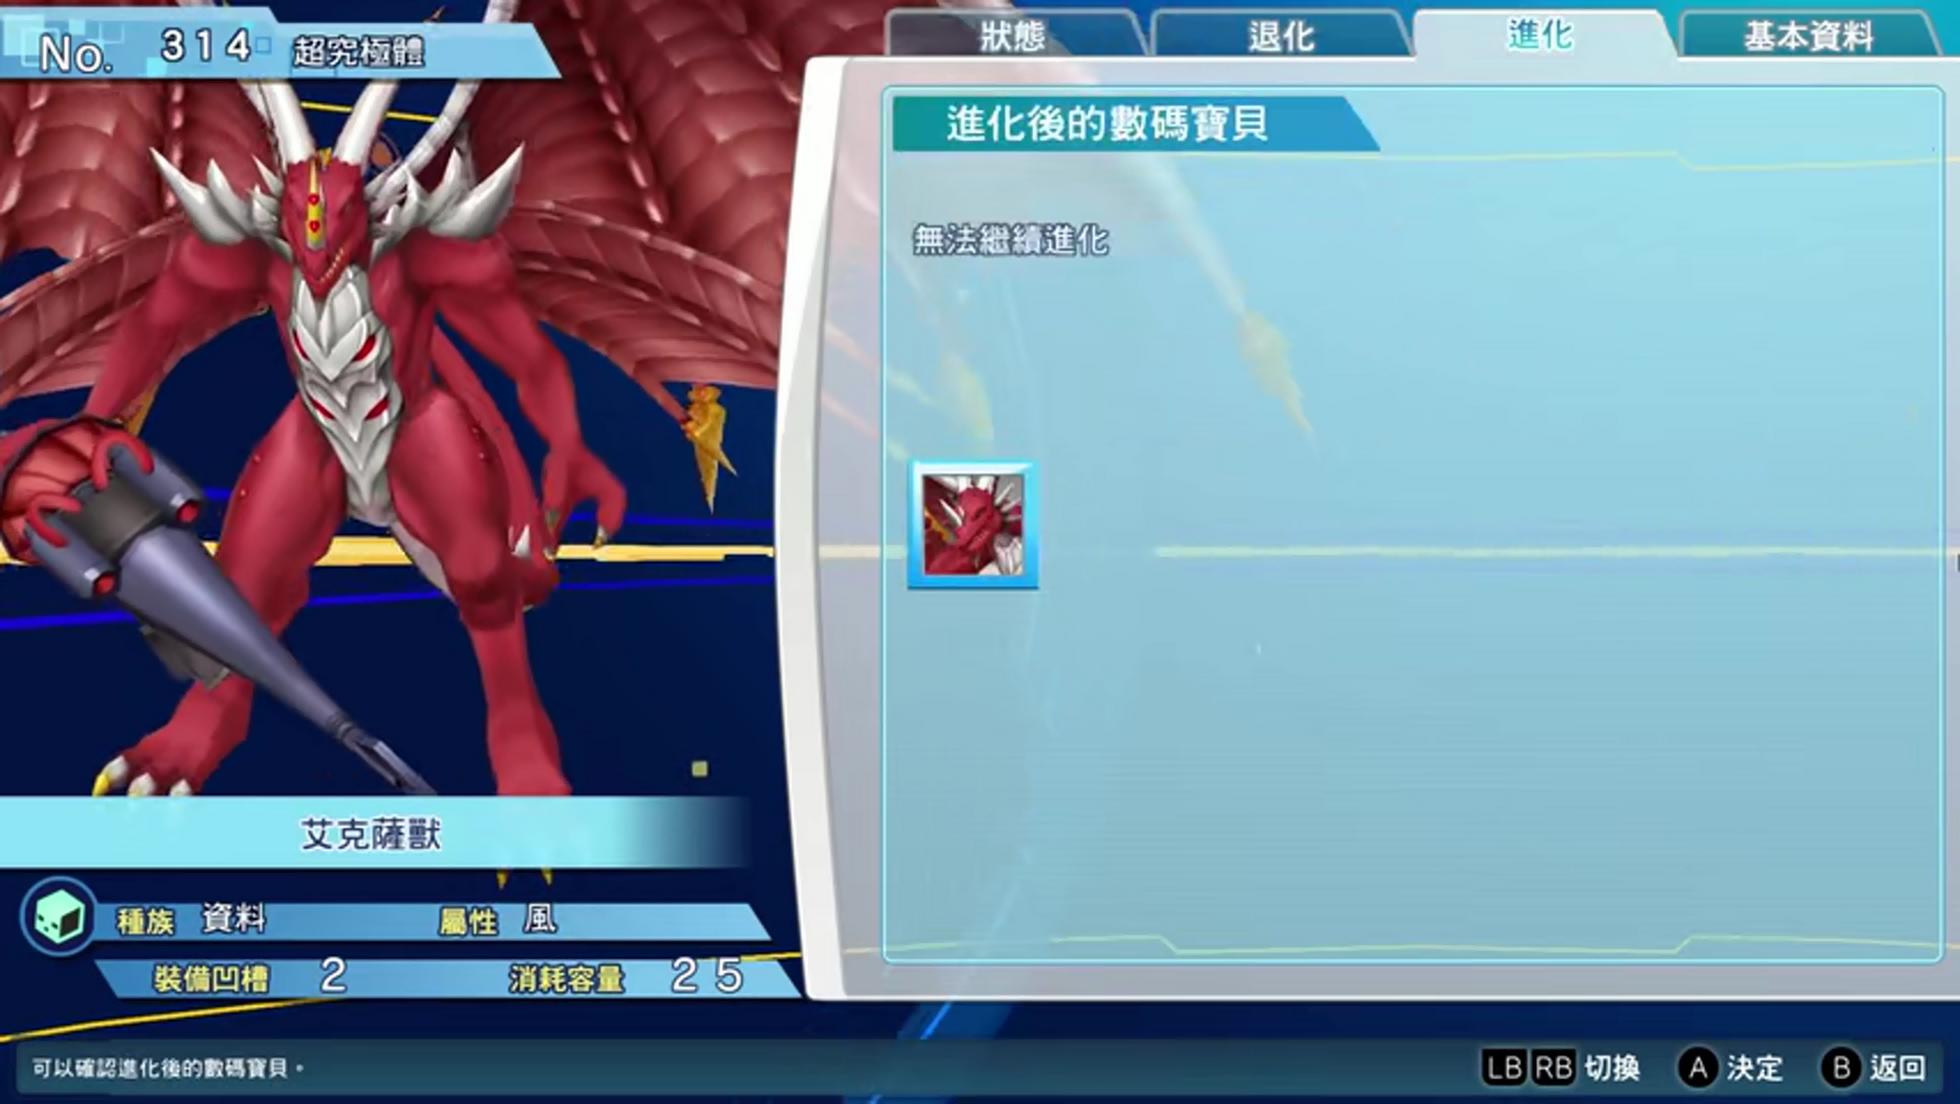 No. 314 超究極體
狀態 退化 進化 基本資料
進化後的數碼寶貝
無法繼續進化
艾克薩獸
種族 資料 屬性 風
裝備凹槽 2 消耗容量 25
可以確認進化後的數碼寶貝。
LB RB 切換 A 決定 B 返回